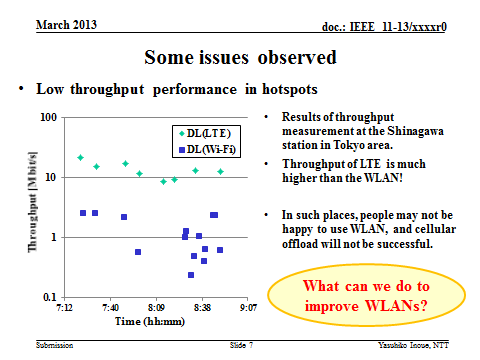 March 2013
doc.: IEEE 11-13/xxxxr0
Some issues observed
• Low throughput performance in hotspots
100
10
1
0.1
Throughput [Mbit/s]
DL(LTE)
DL(Wi-Fi)
7:12
7:40
8:09
8:38
9:07
Time (hh:mm)
• Results of throughput
measurement at the Shinagawa
station in Tokyo area.
• Throughput of LTE is much
higher than the WLAN!
• In such places, people may not be
happy to use WLAN, and cellular
offload will not be successful.
What can we do to
improve WLANs?
Submission
Slide 7
Yasuhiko Inoue, NTT